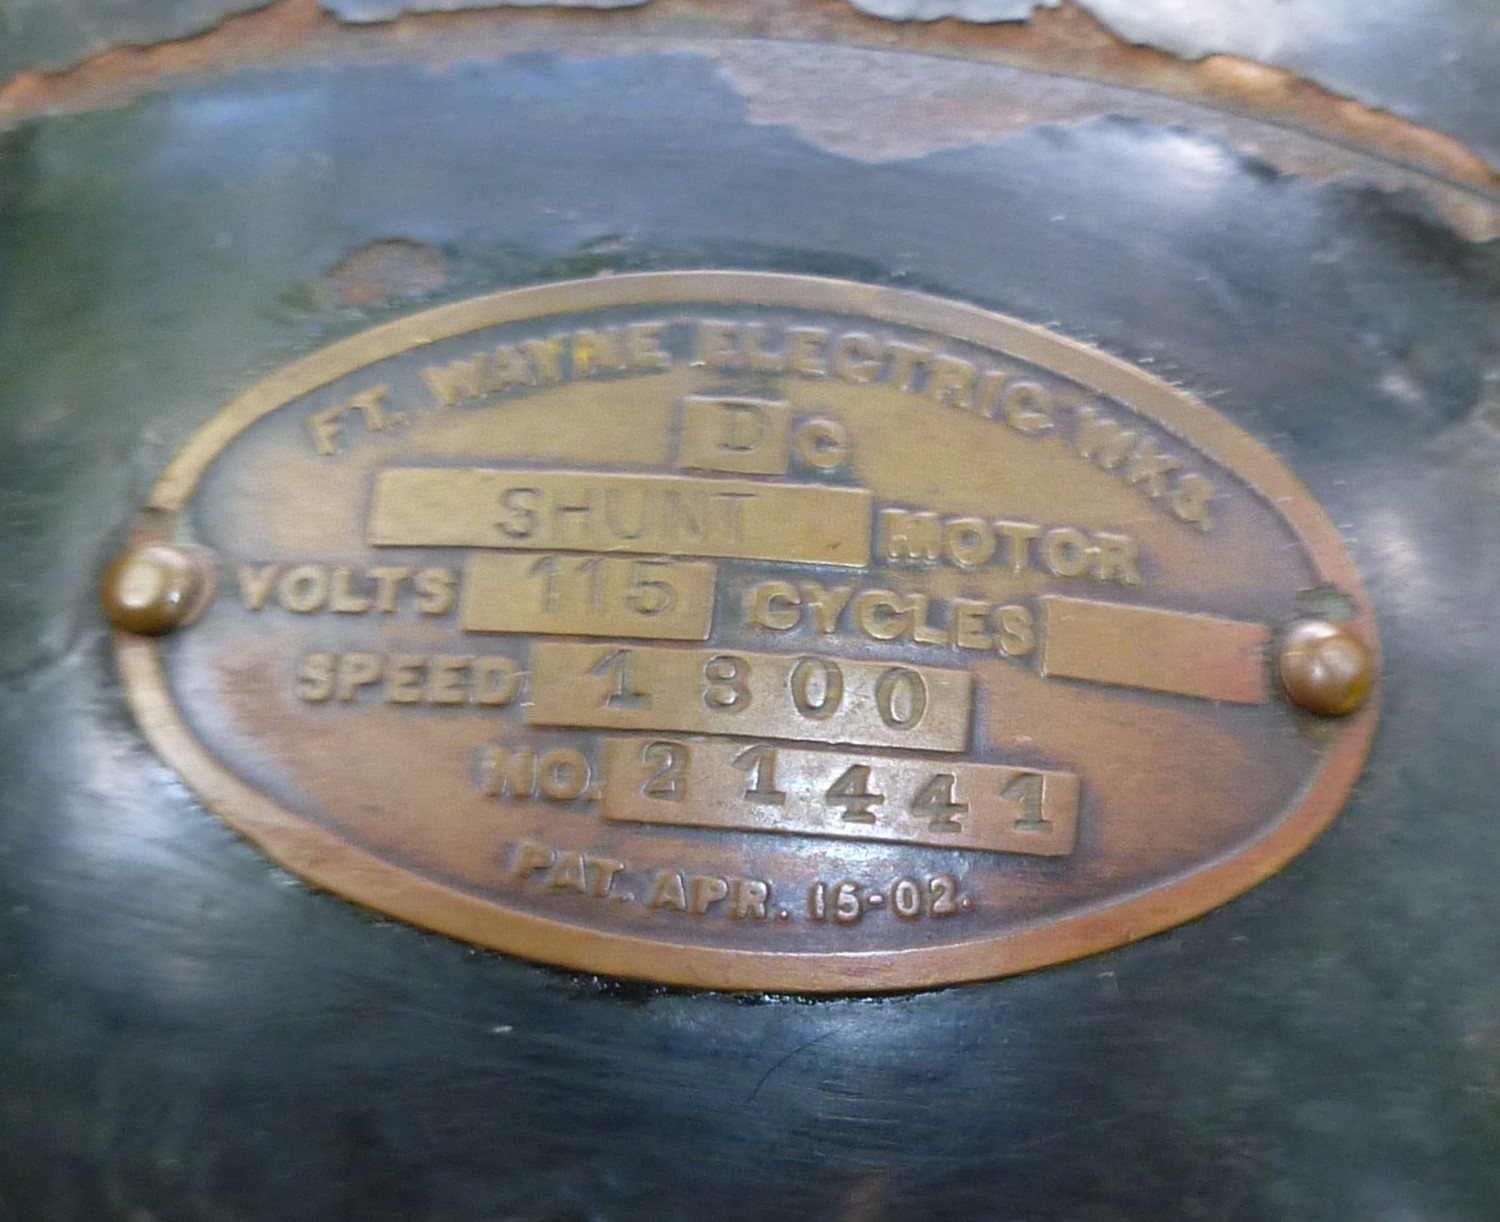 FT. WAYNE ELECTRIC WKS.
DC
SHUNT MOTOR
VOLTS 115 CYCLES
SPEED 1800
NO. 21441
PAT. APR. 15-02.